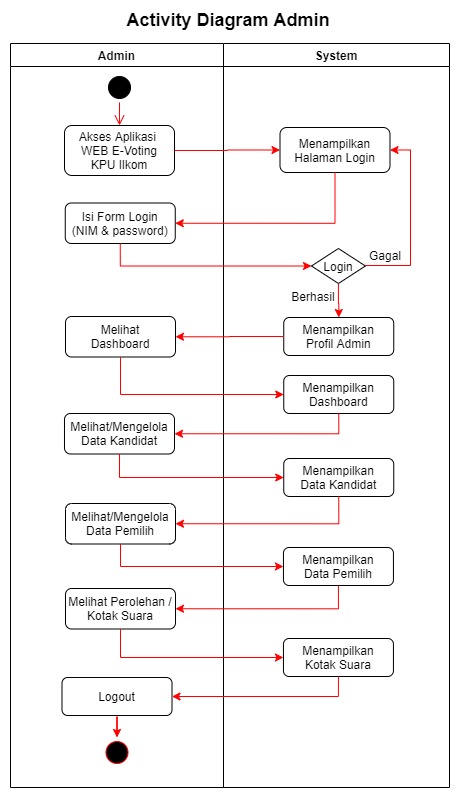 Activity Diagram Admin
Admin
System
Akses Aplikasi
WEB E-Voting
KPU Ilkom
Menampilkan
Halaman Login
Isi Form Login
(NIM & password)
Login
Gagal
Berhasil
Melihat
Dashboard
Menampilkan
Profil Admin
Menampilkan
Dashboard
Melihat/Mengelola
Data Kandidat
Menampilkan
Data Kandidat
Melihat/Mengelola
Data Pemilih
Menampilkan
Data Pemilih
Melihat Perolehan /
Kotak Suara
Menampilkan
Kotak Suara
Logout